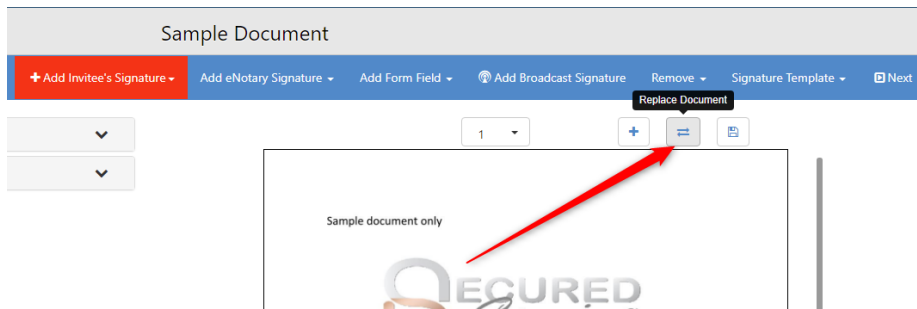 Sample Document
Add Invitee's Signature Add eNotary Signature Add Form Field Add Broadcast Signature Remove Signature Template Next
Replace Document
1
Sample document only
ECURED